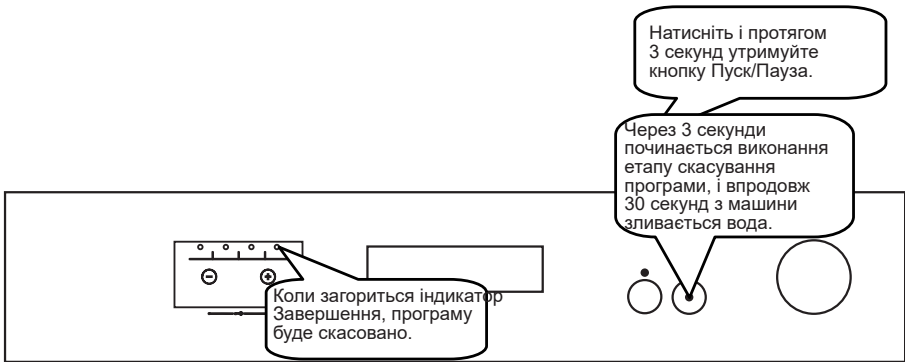 Натисніть і протягом
3 секунд утримуйте
кнопку Пуск/Пауза.
Через 3 секунди
починається виконання
етапу скасування
програми, і впродовж
30 секунд з машини
зливається вода.
Коли загориться індикатор
Завершення, програму
буде скасовано.